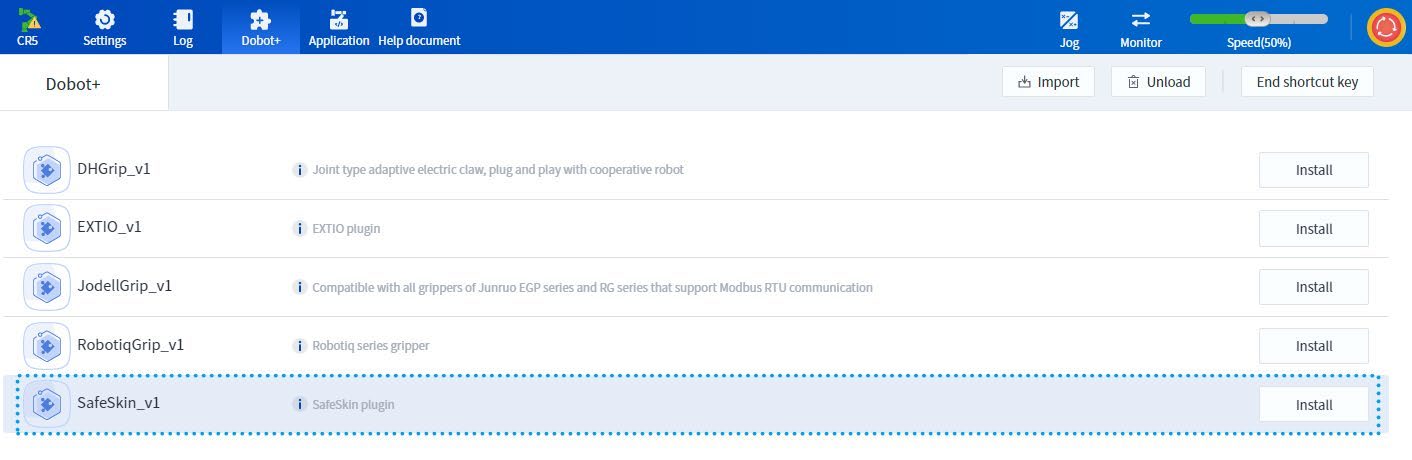 CR5 Settings Log Dobot+ Application Help document Jog Monitor Speed(50%)
Dobot+ Import Unload End shortcut key
DHGrip_v1 Joint type adaptive electric claw, plug and play with cooperative robot Install
EXTIO_v1 EXTIO plugin Install
JodellGrip_v1 Compatible with all grippers of Junruo EGP series and RG series that support Modbus RTU communication Install
RobotiqGrip_v1 Robotiq series gripper Install
SafeSkin_v1 SafeSkin plugin Install